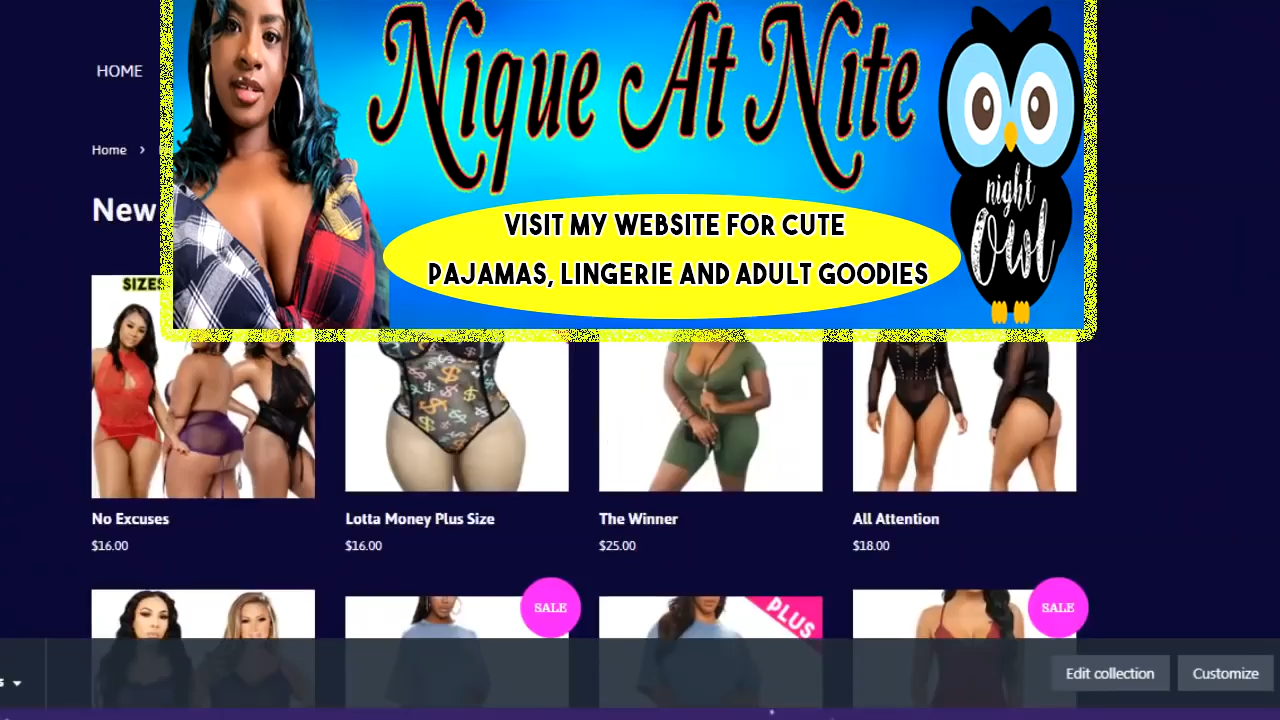 Nique At Nite
HOME
night
Owl
Home ›
New
VISIT MY WEBSITE FOR CUTE
PAJAMAS, LINGERIE AND ADULT GOODIES
No Excuses
Lotta Money Plus Size
The Winner
All Attention
$16.00
$16.00
$25.00
$18.00
SALE
PLUS
SALE
Edit collection
Customize